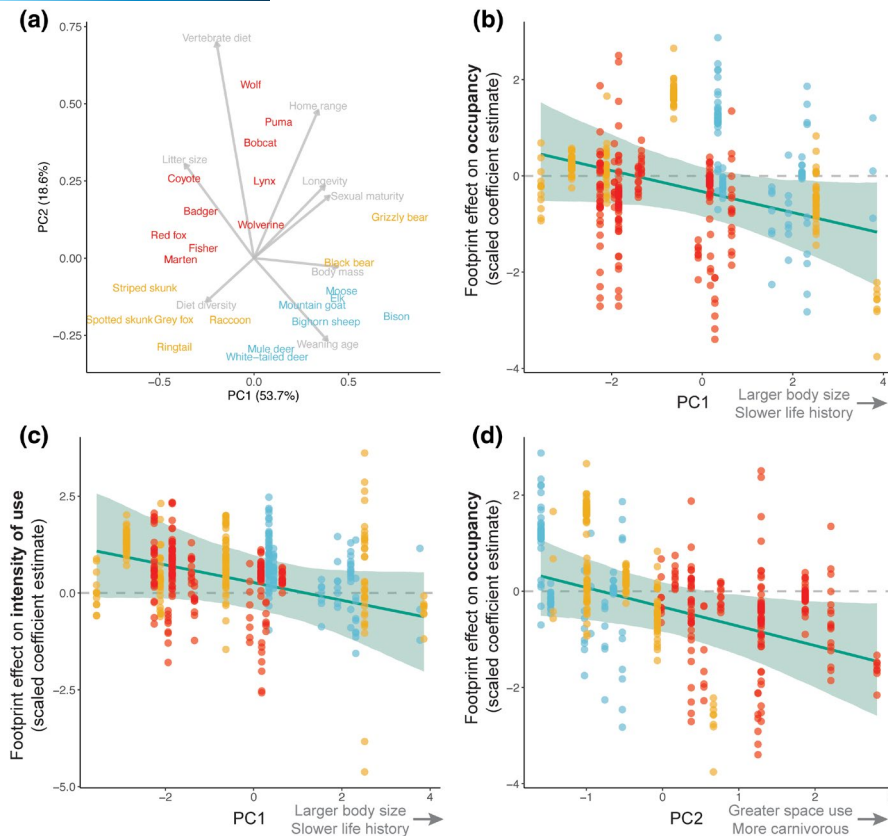 (a)
0.75
0.50
0.25
0.00
−0.25
PC2 (18.6%)
Vertebrate diet
Wolf
Home range
Puma
Bobcat
Litter size
Coyote
Lynx
Longevity
Sexual maturity
Badger
Grizzly bear
Wolverine
Red fox
Fisher
Marten
Black bear
Body mass
Striped skunk
Moose
Elk
Diet diversity
Mountain goat
Spotted skunk
Grey fox
Raccoon
Bighorn sheep
Bison
Ringtail
Weaning age
Mule deer
White−tailed deer
−0.5
0.0
0.5
PC1 (53.7%)
(b)
Footprint effect on occupancy
(scaled coefficient estimate)
2
0
−2
−4
−2
0
2
4
PC1
Larger body size
Slower life history
(c)
Footprint effect on intensity of use
(scaled coefficient estimate)
2.5
0.0
−2.5
−5.0
−2
0
2
4
PC1
Larger body size
Slower life history
(d)
Footprint effect on occupancy
(scaled coefficient estimate)
2
0
−2
−4
−1
0
1
2
PC2
Greater space use
More carnivorous